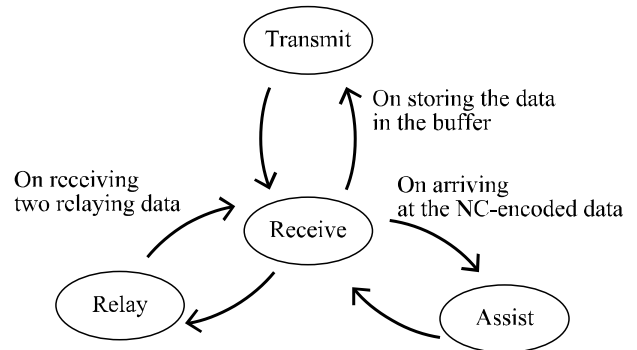 Transmit
On storing the data
in the buffer
On receiving
two relaying data
On arriving
at the NC-encoded data
Receive
Relay
Assist